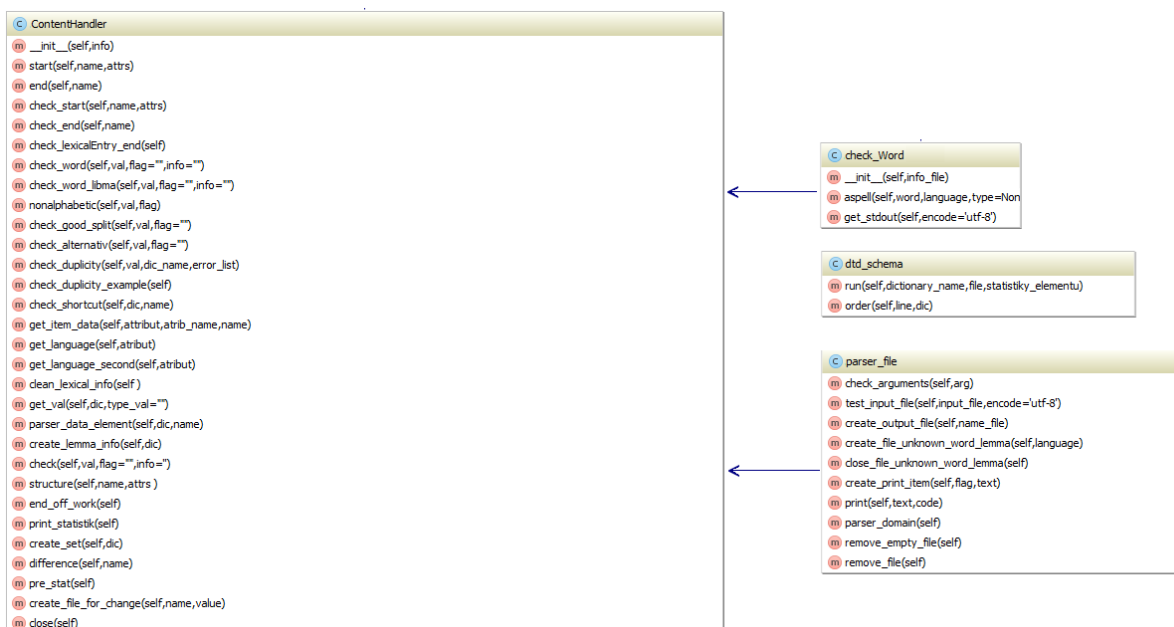 ContentHandler
__init__(self,info)
start(self,name,attrs)
end(self,name)
check_start(self,name,attrs)
check_end(self,name)
check_lexicalEntry_end(self)
check_word(self,val,flag="",info="")
check_word_libma(self,val,flag="",info="")
nonalphabetic(self,val,flag)
check_good_split(self,val,flag="")
check_alternativ(self,val,flag="")
check_duplicity(self,val,dic_name,error_list)
check_duplicity_example(self)
check_shortcut(self,dic,name)
get_item_data(self,attribut,atrib_name,name)
get_language(self,atribut)
get_language_second(self,atribut)
clean_lexical_info(self )
get_val(self,dic,type_val="")
parser_data_element(self,dic,name)
create_lemma_info(self,dic)
check(self,val,flag="",info='')
structure(self,name,attrs )
end_off_work(self)
print_statistik(self)
create_set(self,dic)
difference(self,name)
pre_stat(self)
create_file_for_change(self,name,value)
close(self)
check_Word
__init__(self,info_file)
aspell(self,word,language,type=Non
get_stdout(self,encode='utf-8')
dtd_schema
run(self,dictionary_name,file,statistiky_elementu)
order(self,line,dic)
parser_file
check_arguments(self,arg)
test_input_file(self,input_file,encode='utf-8')
create_output_file(self,name_file)
create_file_unknown_word_lemma(self,language)
close_file_unknown_word_lemma(self)
create_print_item(self,flag,text)
print(self,text,code)
parser_domain(self)
remove_empty_file(self)
remove_file(self)